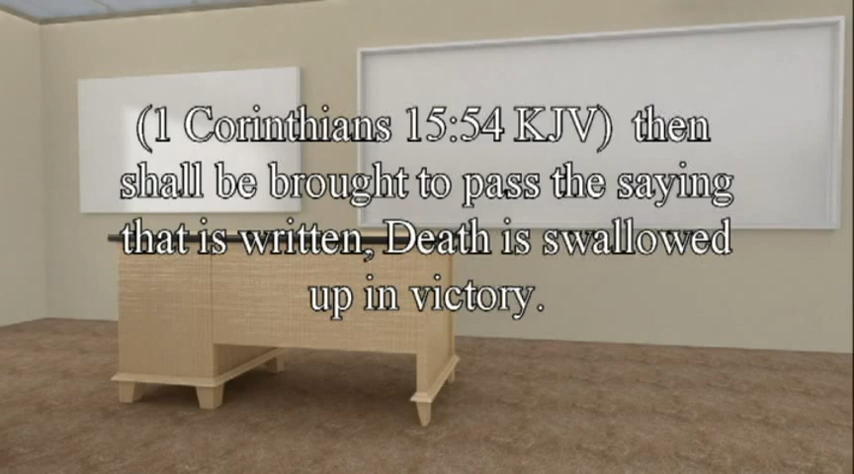 (1 Corinthians 15:54 KJV) then
shall be brought to pass the saying
that is written, Death is swallowed
up in victory.